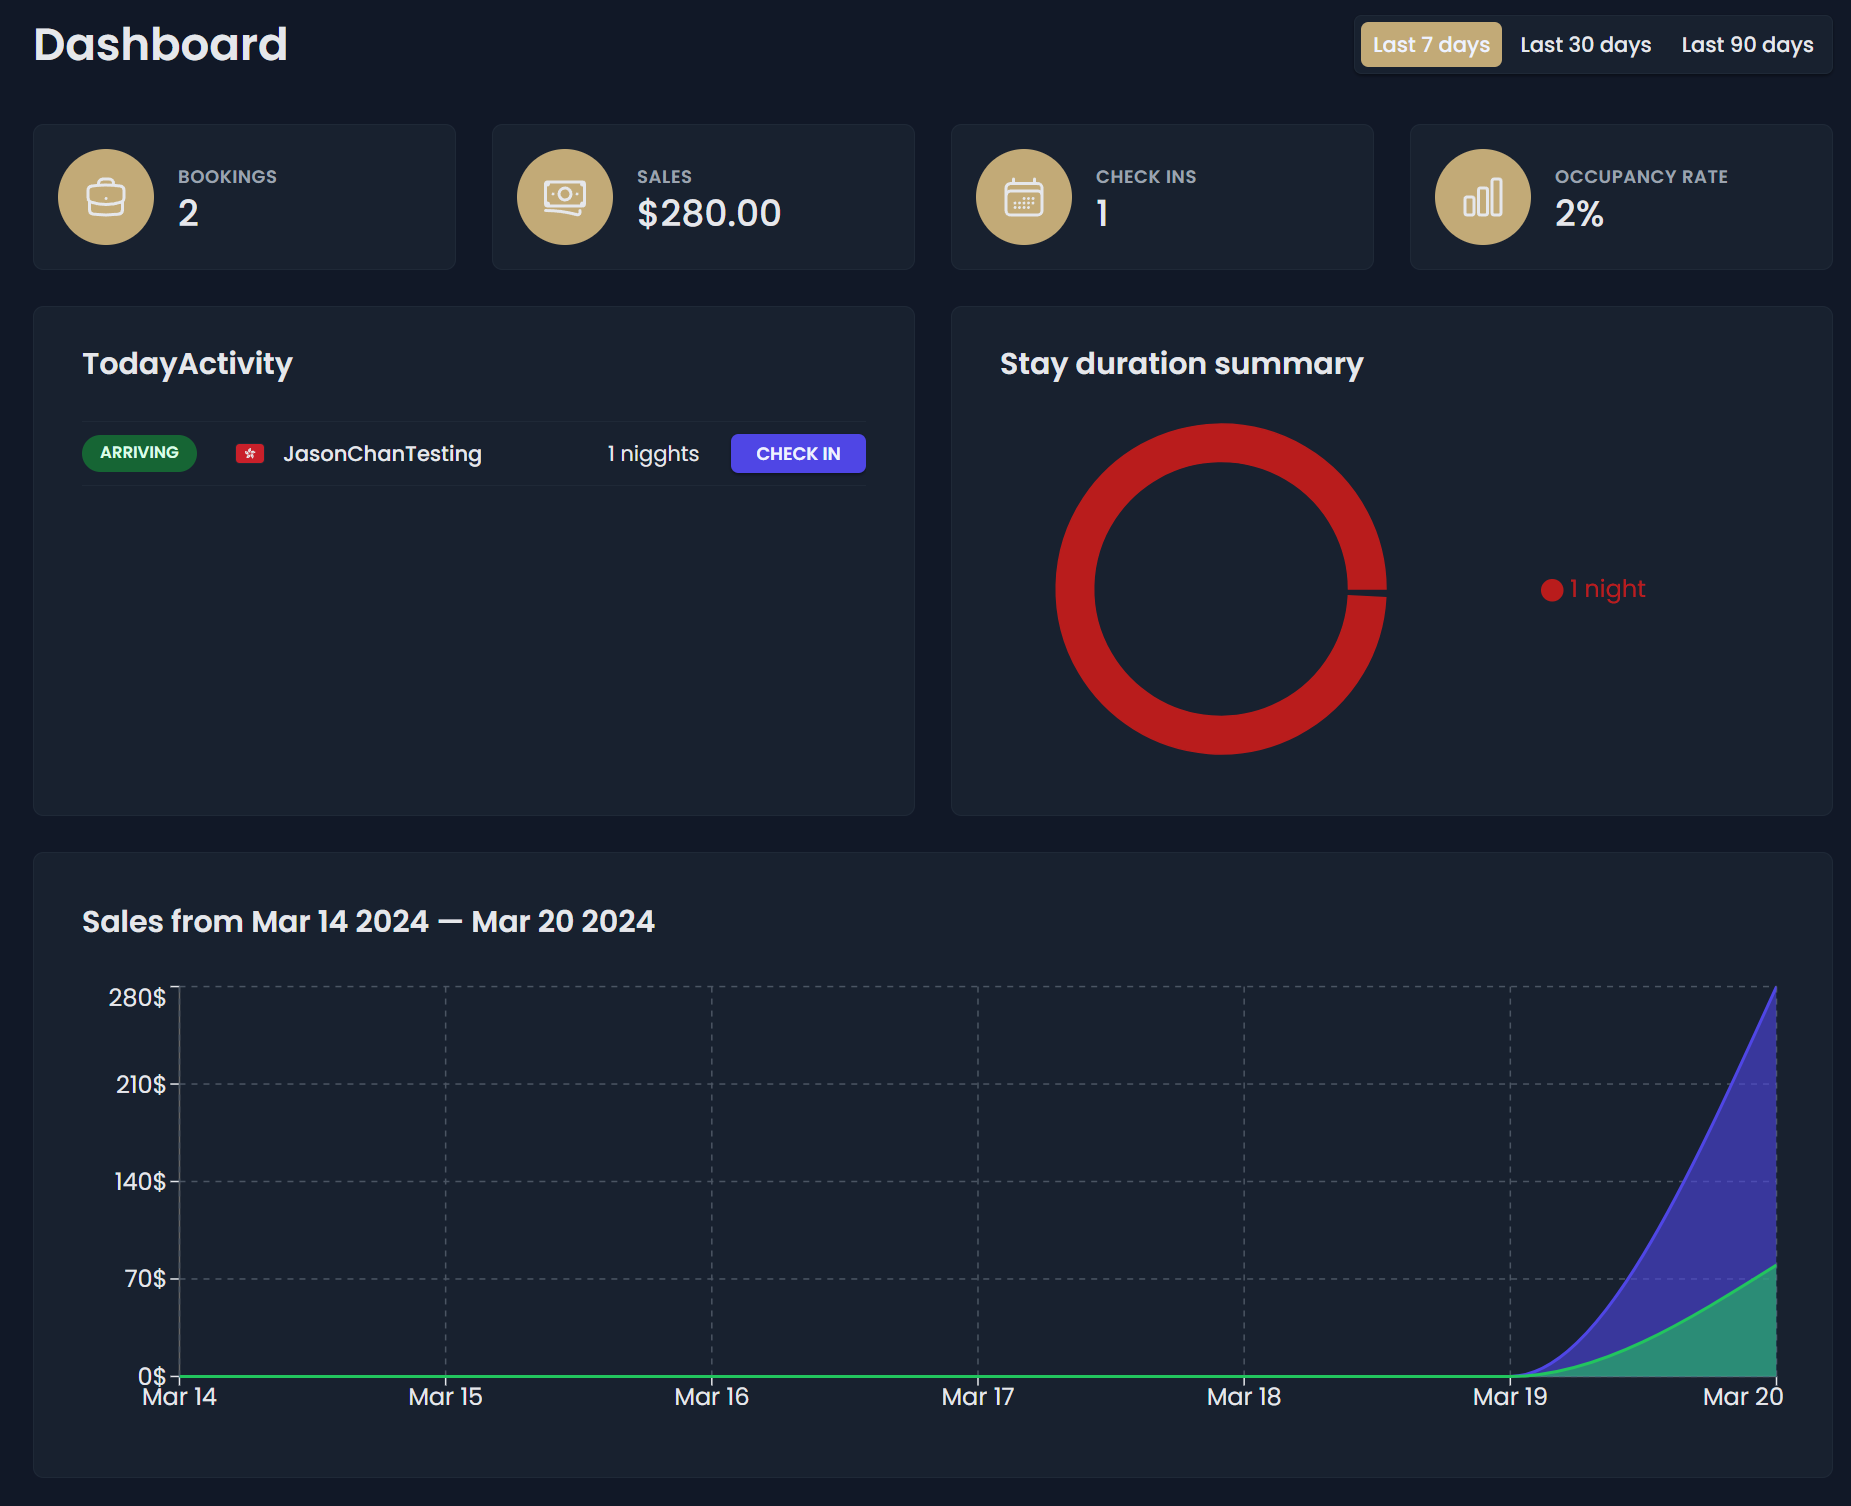 Dashboard
Last 7 days Last 30 days Last 90 days
BOOKINGS
2
SALES
$280.00
CHECK INS
1
OCCUPANCY RATE
2%
TodayActivity
ARRIVING JasonChanTesting 1 nigghts CHECK IN
Stay duration summary
1 night
Sales from Mar 14 2024 — Mar 20 2024
280$
210$
140$
70$
0$
Mar 14 Mar 15 Mar 16 Mar 17 Mar 18 Mar 19 Mar 20